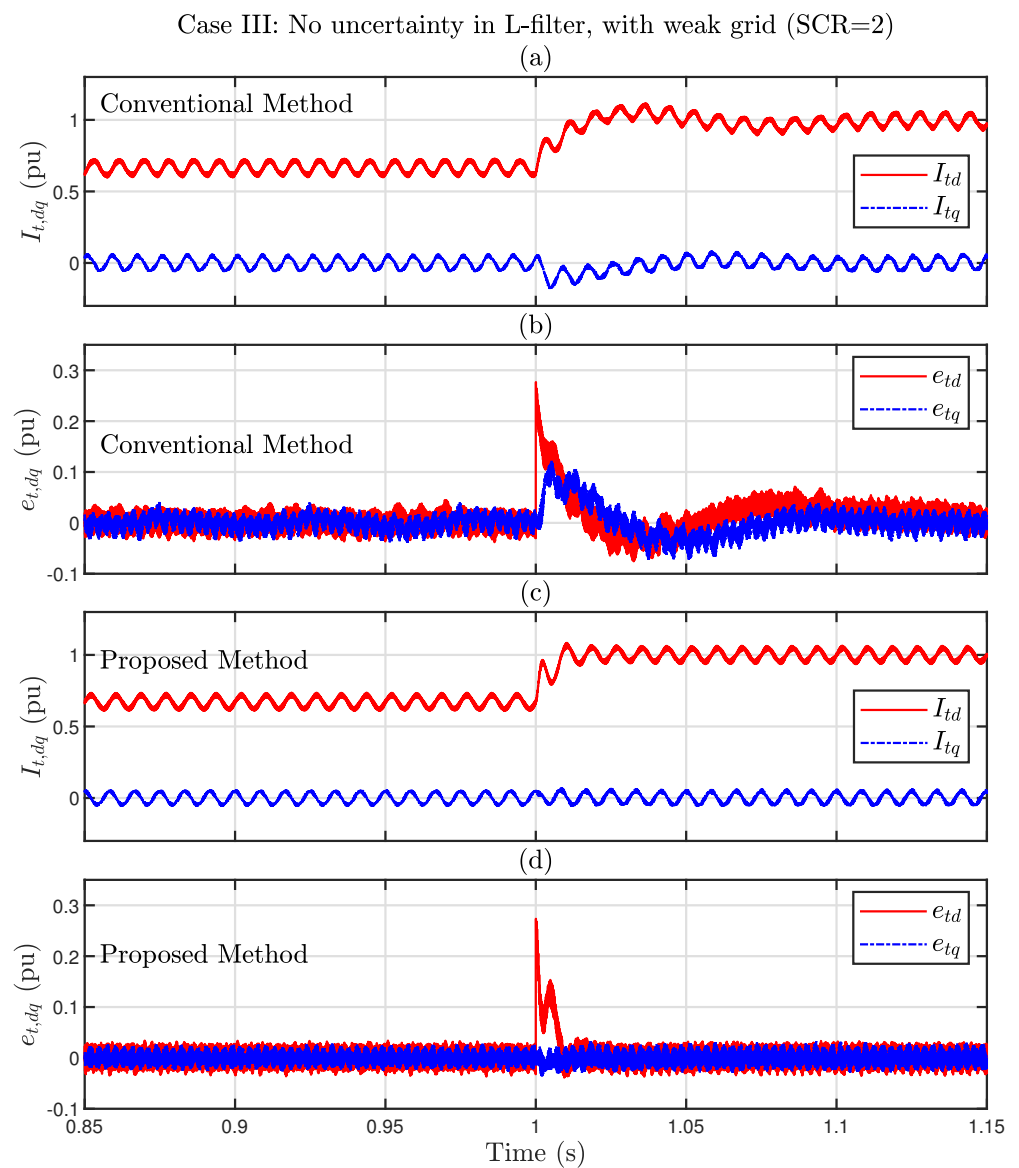 Case III: No uncertainty in L-filter, with weak grid (SCR=2)
(a)
Conventional Method
I_{t,dq} (pu)
1
0.5
0
I_{td}
I_{tq}
(b)
Conventional Method
e_{t,dq} (pu)
0.3
0.2
0.1
0
-0.1
e_{td}
e_{tq}
(c)
Proposed Method
I_{t,dq} (pu)
1
0.5
0
I_{td}
I_{tq}
(d)
Proposed Method
e_{t,dq} (pu)
0.3
0.2
0.1
0
-0.1
e_{td}
e_{tq}
0.85 0.9 0.95 1 1.05 1.1 1.15
Time (s)